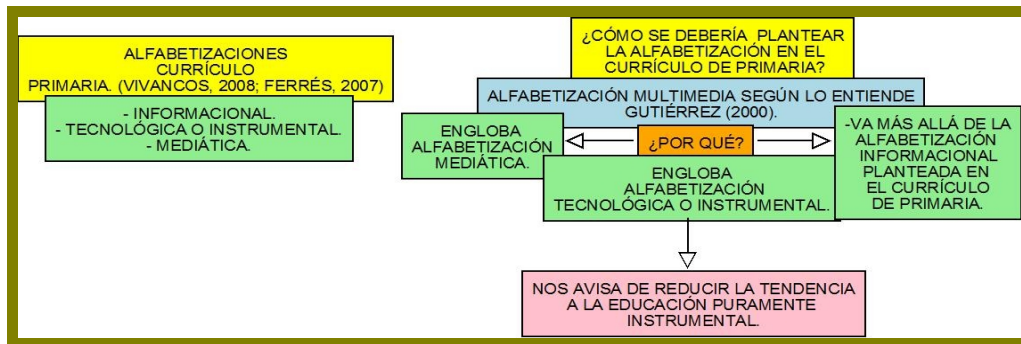 ALFABETIZACIONES
CURRÍCULO
PRIMARIA. (VIVANCOS, 2008; FERRÉS, 2007)
- INFORMACIONAL.
- TECNOLÓGICA O INSTRUMENTAL.
- MEDIÁTICA.
¿CÓMO SE DEBERÍA PLANTEAR
LA ALFABETIZACIÓN EN EL
CURRÍCULO DE PRIMARIA?
ALFABETIZACIÓN MULTIMEDIA SEGÚN LO ENTIENDE
GUTIÉRREZ (2000).
¿POR QUÉ?
ENGLOBA
ALFABETIZACIÓN
MEDIÁTICA.
ENGLOBA
ALFABETIZACIÓN
TECNOLÓGICA O INSTRUMENTAL.
-VA MÁS ALLÁ DE LA
ALFABETIZACIÓN
INFORMACIONAL
PLANTEADA EN
EL CURRÍCULO
DE PRIMARIA.
NOS AVISA DE REDUCIR LA TENDENCIA
A LA EDUCACIÓN PURAMENTE
INSTRUMENTAL.